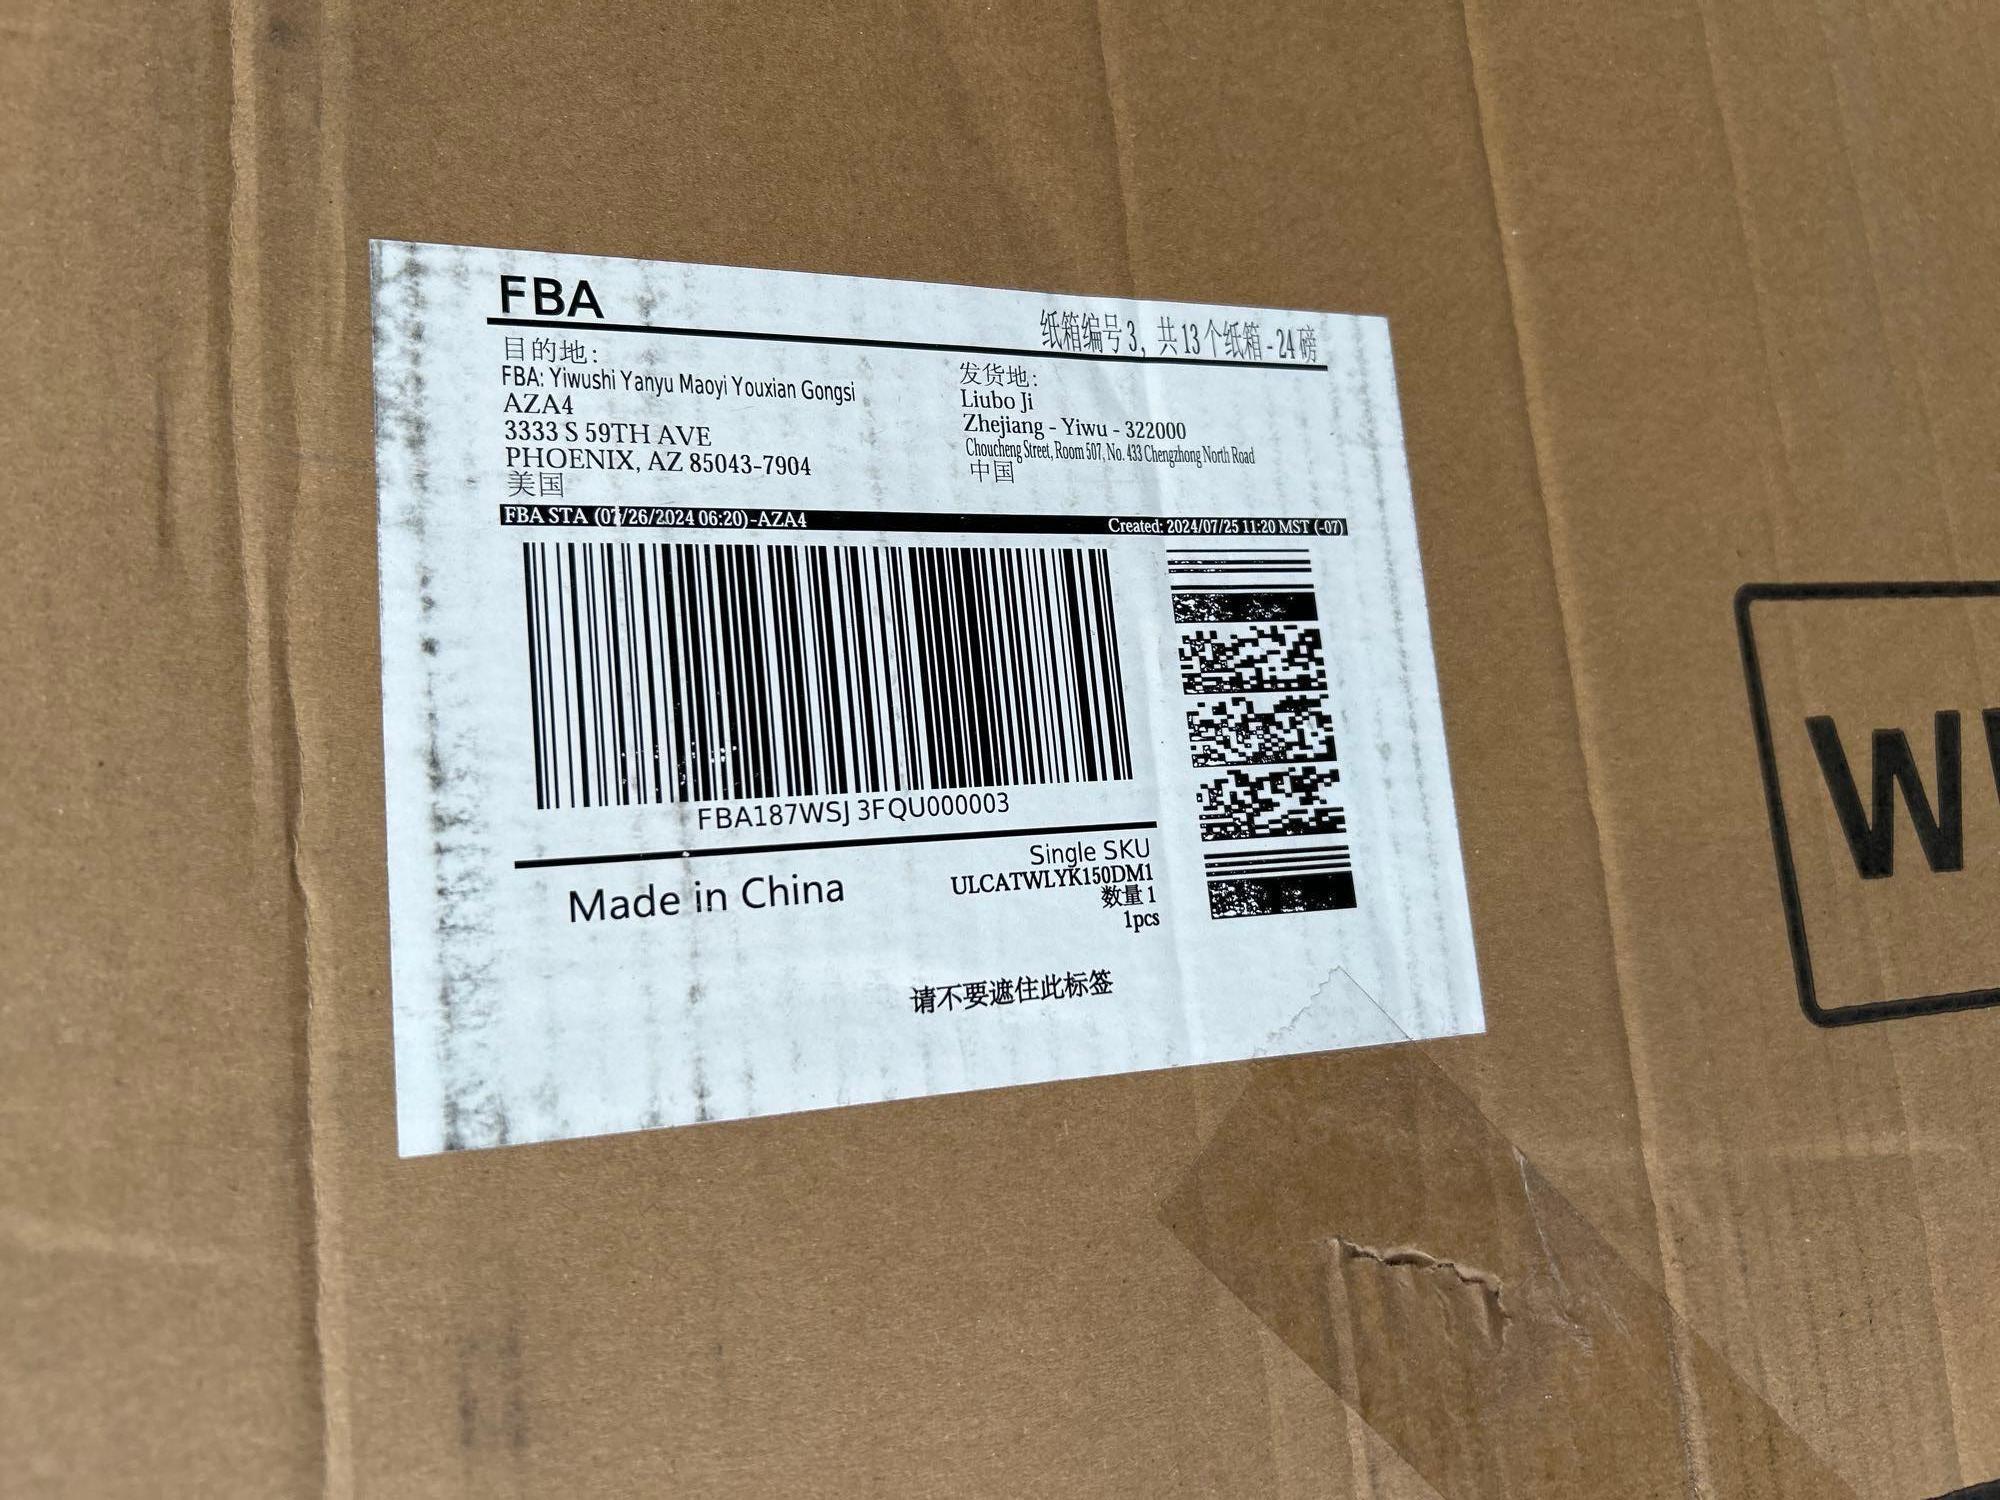 FBA
纸箱编号 3, 共 13 个纸箱 - 24 磅
目的地:
FBA: Yiwushi Yanyu Maoyi Youxian Gongsi
AZA4
3333 S 59TH AVE
PHOENIX, AZ 85043-7904
美国
发货地:
Liubo Ji
Zhejiang - Yiwu - 322000
Choucheng Street, Room 507, No. 433 Chengzhong North Road
中国
FBA STA (07/26/2024 06:20)-AZA4
Created: 2024/07/25 11:20 MST (-07)
FBA187WSJ3FQU000003
Made in China
Single SKU
ULCATWLYK150DM1
数量 1
1pcs
请不要遮住此标签